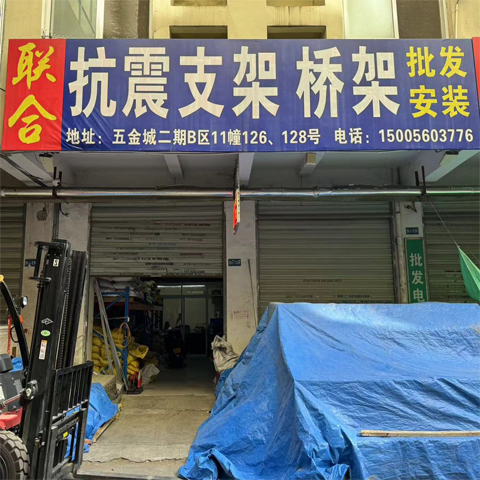 联合
抗震支架 桥架
批发
安装
地址：五金城二期B区11幢126、128号 电话：15005603776
批发电